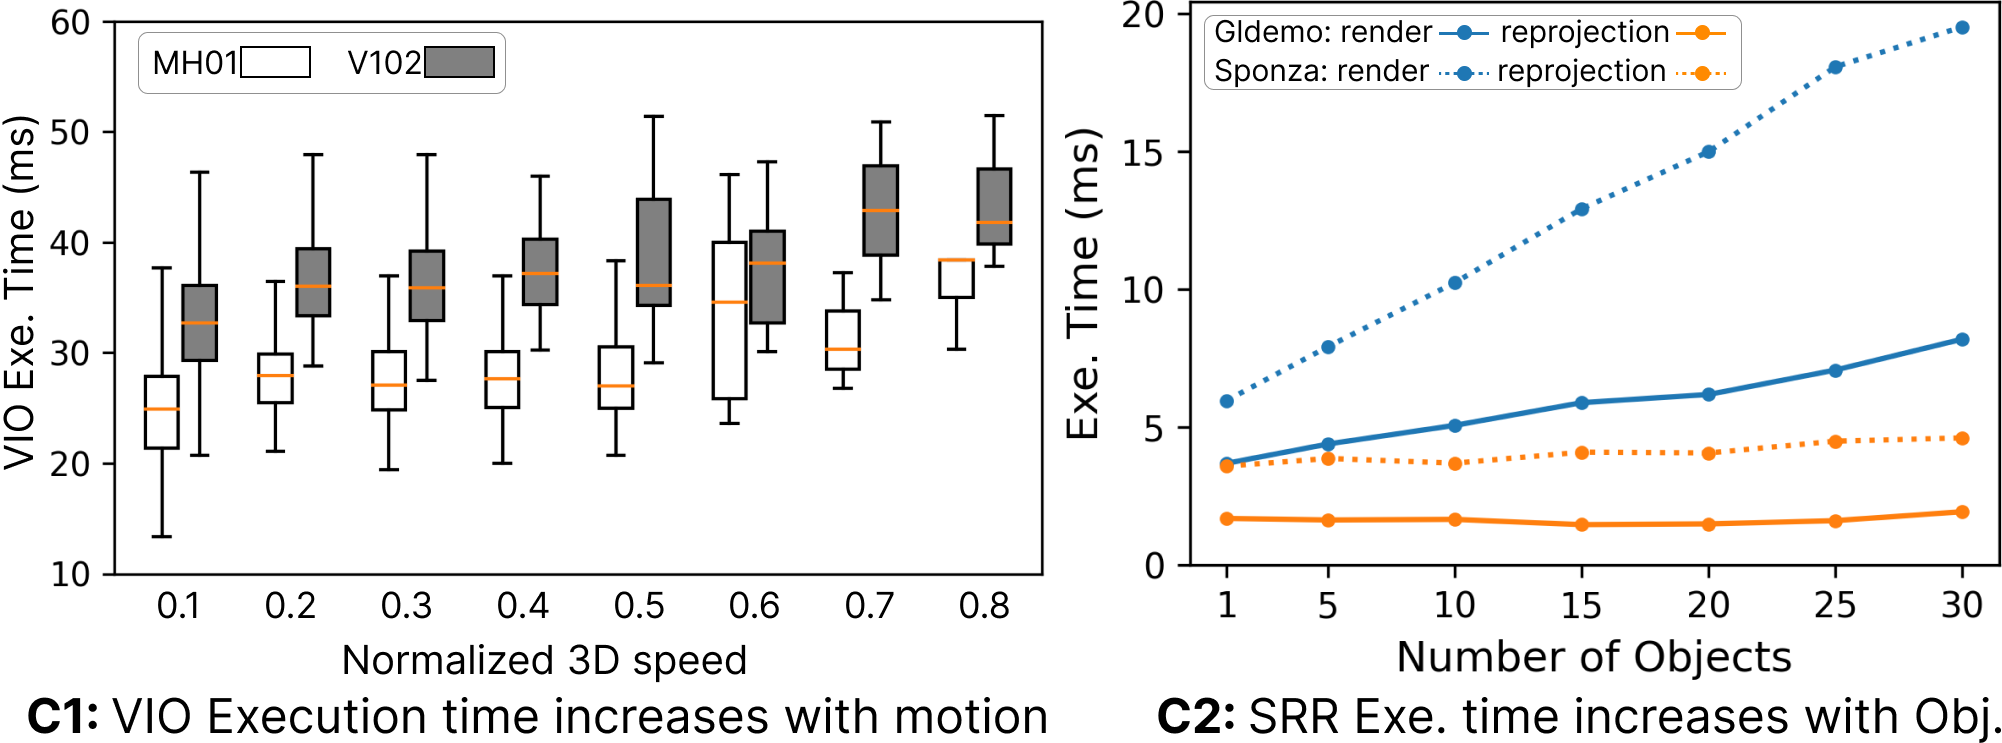 60
50
40
30
20
10
VIO Exe. Time (ms)
MH01 V102
0.1 0.2 0.3 0.4 0.5 0.6 0.7 0.8
Normalized 3D speed
C1: VIO Execution time increases with motion
20
15
10
5
0
Exe. Time (ms)
GIdemo: render reprojection
Sponza: render reprojection
1 5 10 15 20 25 30
Number of Objects
C2: SRR Exe. time increases with Obj.